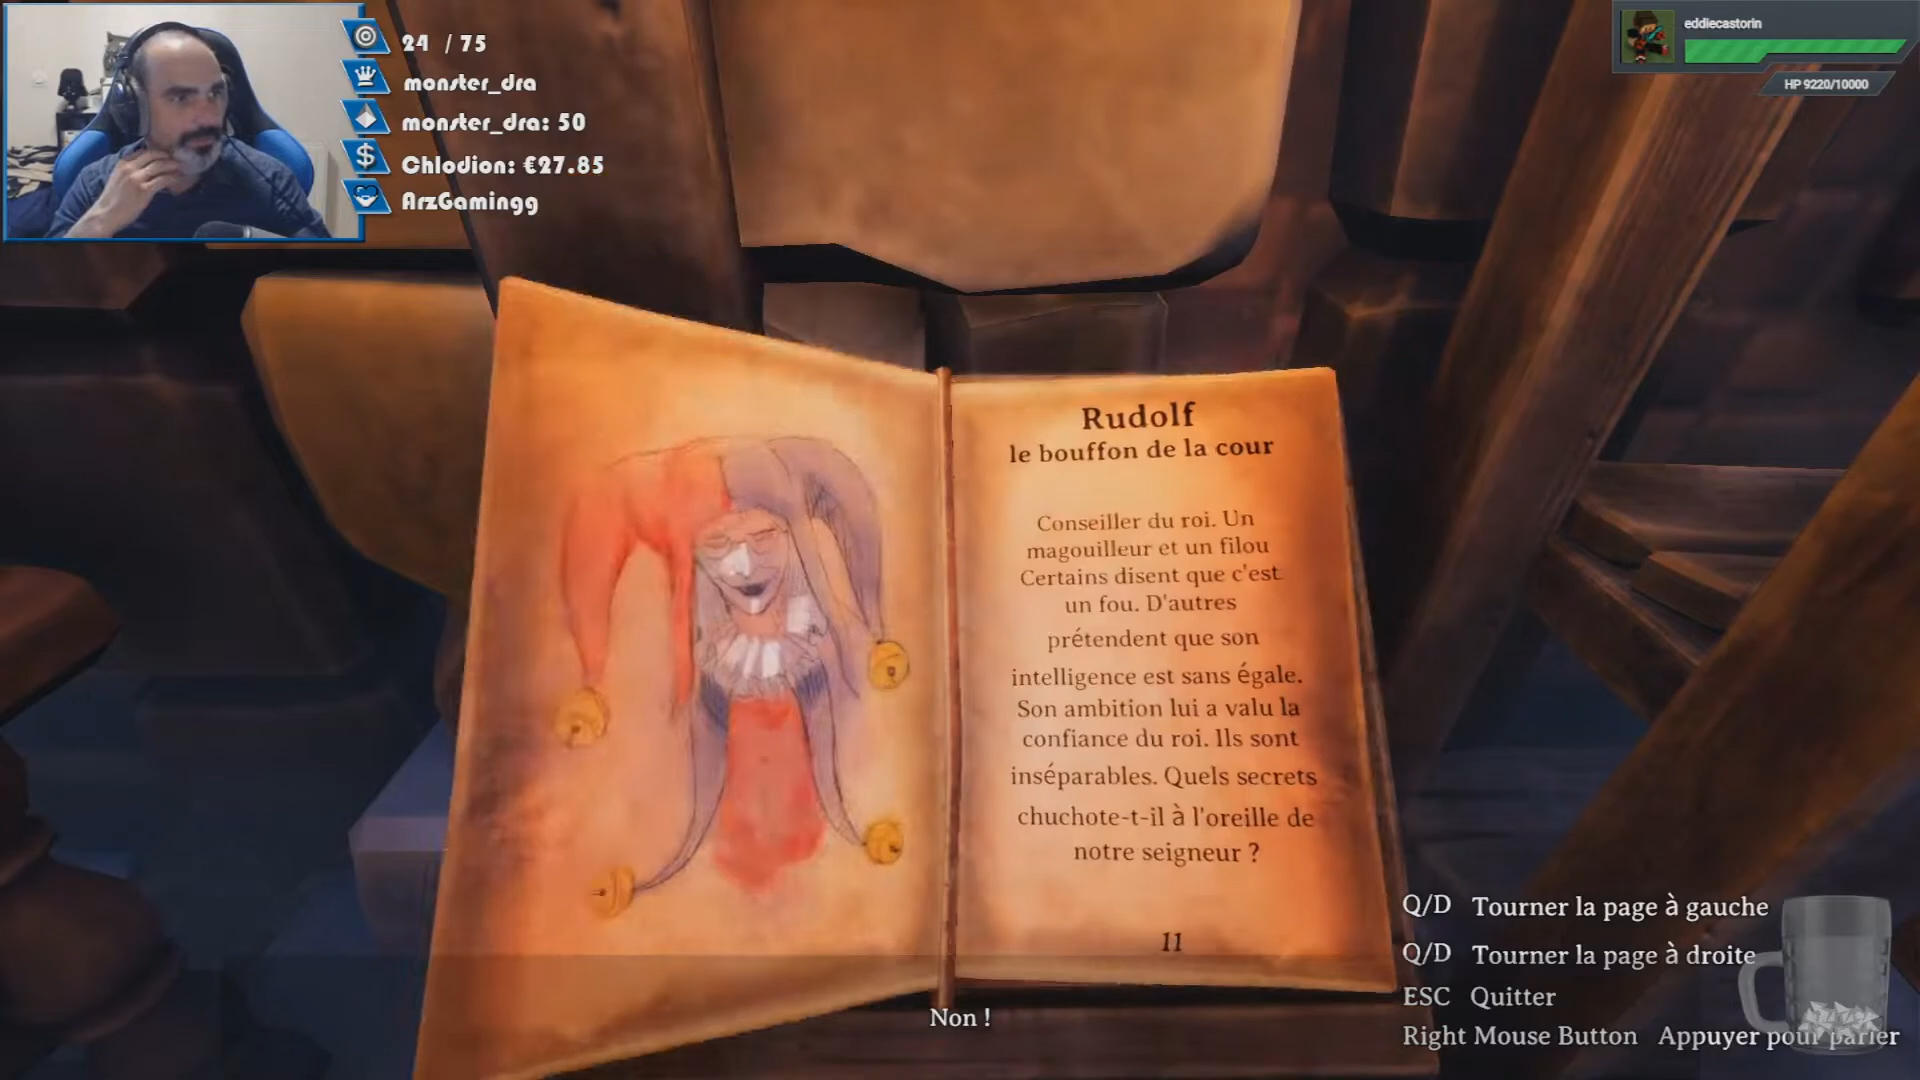 24 / 75
monster_dra
monster_dra: 50
Chlodion: €27.85
ArzGamingg
eddiecastorin
HP 9220/10000
Rudolf
le bouffon de la cour
Conseiller du roi. Un
magouilleur et un filou
Certains disent que c'est
un fou. D'autres
prétendent que son
intelligence est sans égale.
Son ambition lui a valu la
confiance du roi. Ils sont
inséparables. Quels secrets
chuchote-t-il à l'oreille de
notre seigneur ?
11
Non !
Q/D Tourner la page à gauche
Q/D Tourner la page à droite
ESC Quitter
Right Mouse Button Appuyer pour parler